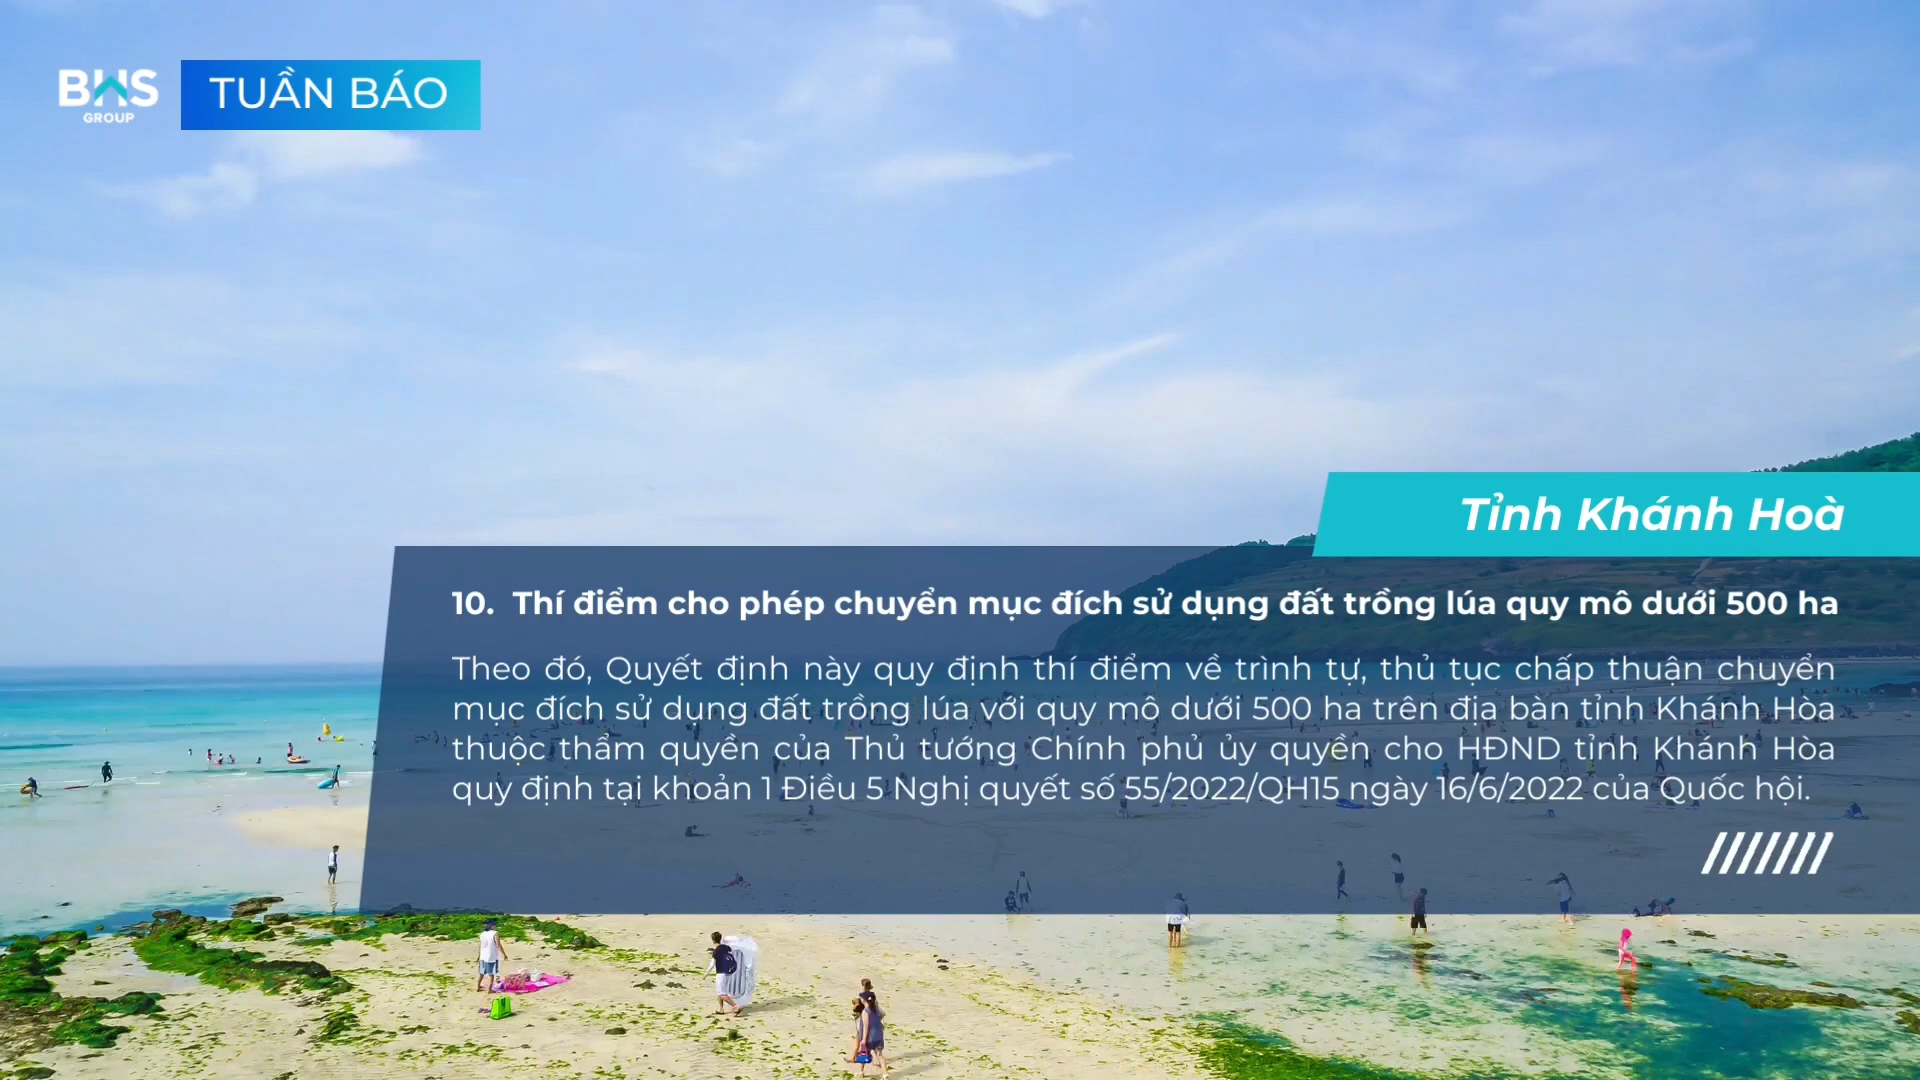 BHS
GROUP
TUẦN BÁO
Tỉnh Khánh Hoà
10. Thí điểm cho phép chuyển mục đích sử dụng đất trồng lúa quy mô dưới 500 ha
Theo đó, Quyết định này quy định thí điểm về trình tự, thủ tục chấp thuận chuyển
mục đích sử dụng đất trồng lúa với quy mô dưới 500 ha trên địa bàn tỉnh Khánh Hòa
thuộc thẩm quyền của Thủ tướng Chính phủ ủy quyền cho HĐND tỉnh Khánh Hòa
quy định tại khoản 1 Điều 5 Nghị quyết số 55/2022/QH15 ngày 16/6/2022 của Quốc hội.